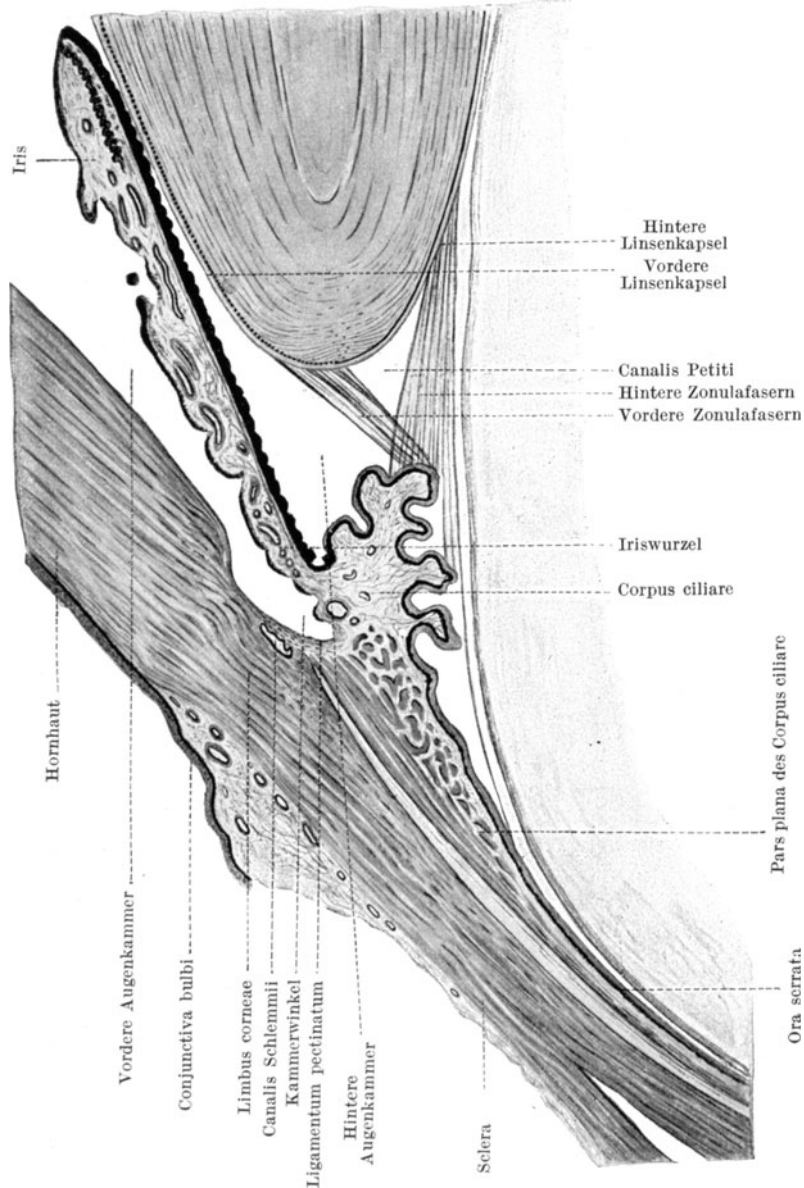 Iris
Hintere
Linsenkapsel
Vordere
Linsenkapsel
Canalis Petiti
Hintere Zonulafasern
Vordere Zonulafasern
Iriswurzel
Corpus ciliare
Hornhaut
Vordere Augenkammer
Conjunctiva bulbi
Limbus corneae
Canalis Schlemmii
Kammerwinkel
Ligamentum pectinatum
Hintere
Augenkammer
Sclera
Pars plana des Corpus ciliare
Ora serrata